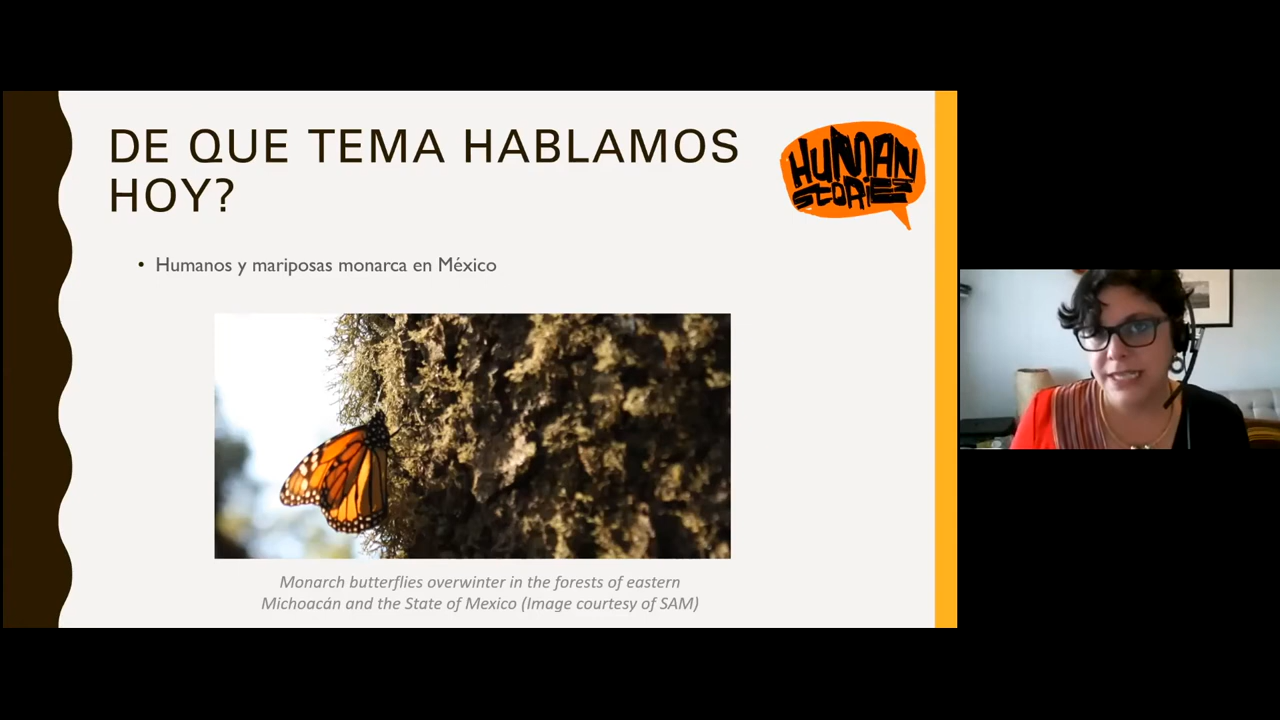 DE QUE TEMA HABLAMOS
HOY?
HUMAN
STORIES
• Humanos y mariposas monarca en México
Monarch butterflies overwinter in the forests of eastern
Michoacán and the State of Mexico (Image courtesy of SAM)